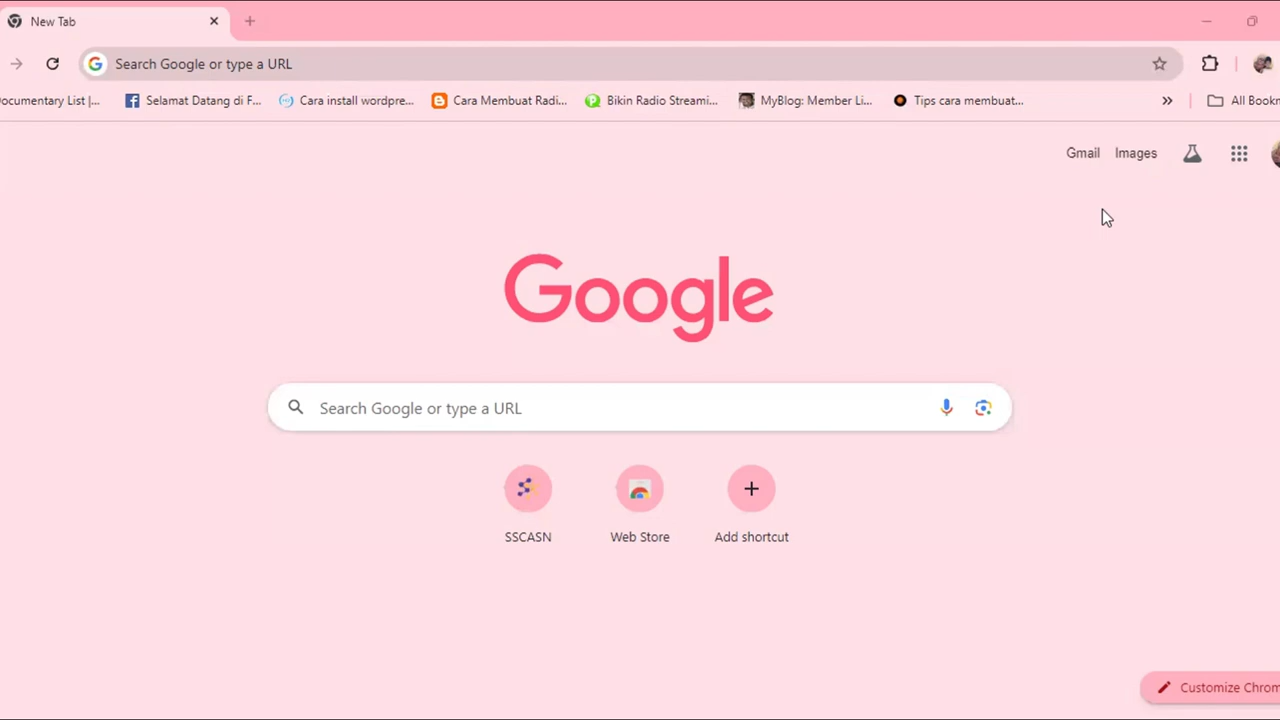 New Tab
Search Google or type a URL
ocumentary List |...
Selamat Datang di F...
Cara install wordpre...
Cara Membuat Radi...
Bikin Radio Streami...
MyBlog: Member Li...
Tips cara membuat...
All Bookm
Gmail
Images
Google
Search Google or type a URL
SSCASN
Web Store
Add shortcut
Customize Chrom